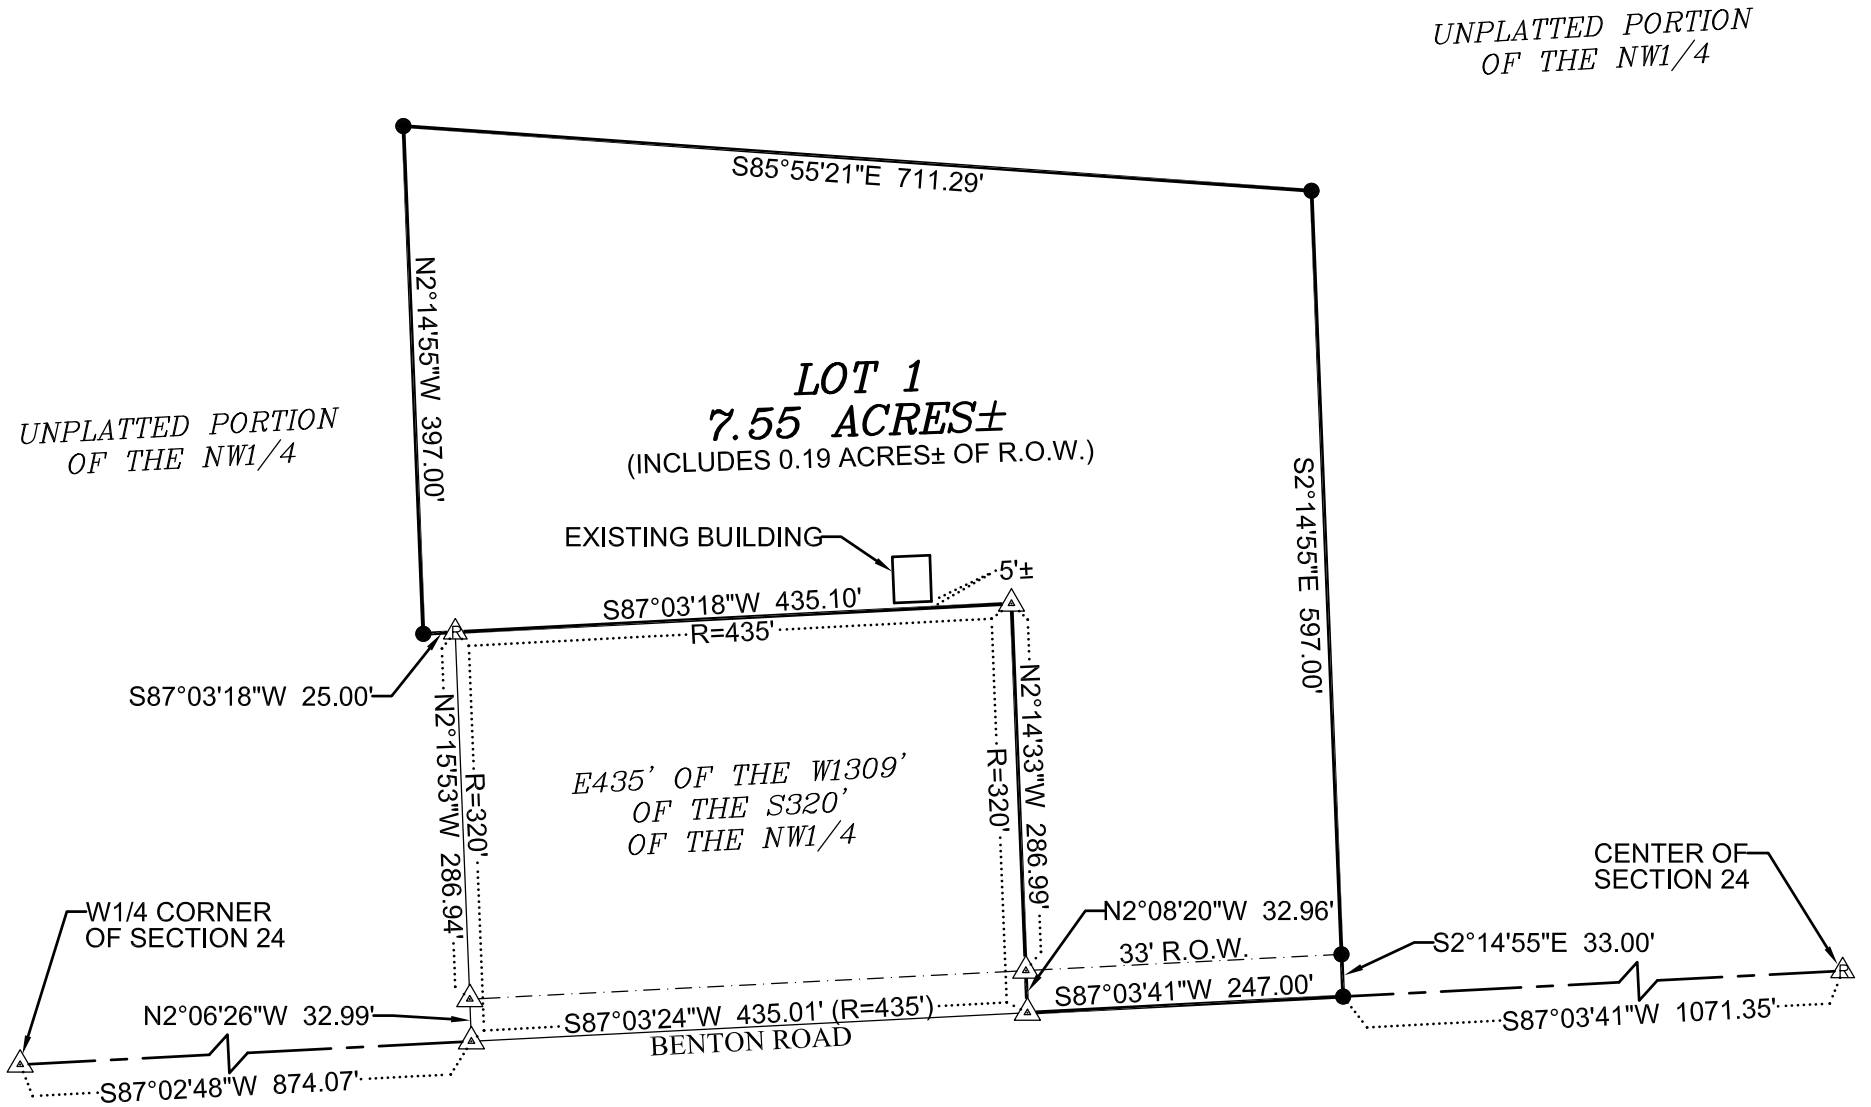 UNPLATTED PORTION
OF THE NW1/4
S85°55'21"E 711.29'
N2°14'55"W 397.00'
LOT 1
7.55 ACRES±
(INCLUDES 0.19 ACRES± OF R.O.W.)
UNPLATTED PORTION
OF THE NW1/4
S2°14'55"E 597.00'
EXISTING BUILDING
5'±
S87°03'18"W 435.10'
R=435'
R
S87°03'18"W 25.00'
N2°15'53"W 286.94'
R=320'
E435' OF THE W1309'
OF THE S320'
OF THE NW1/4
R=320'
N2°14'33"W 286.99'
CENTER OF
SECTION 24
W1/4 CORNER
OF SECTION 24
N2°08'20"W 32.96'
33' R.O.W.
S2°14'55"E 33.00'
R
S87°03'41"W 247.00'
N2°06'26"W 32.99'
S87°03'24"W 435.01' (R=435')
BENTON ROAD
S87°03'41"W 1071.35'
S87°02'48"W 874.07'